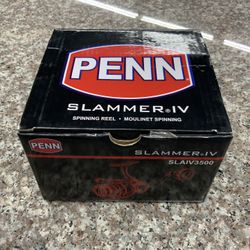 PENN
SLAMMER IV
SPINNING REEL • MOULINET SPINNING
PENN
SLAMMER IV
SLAIV3500